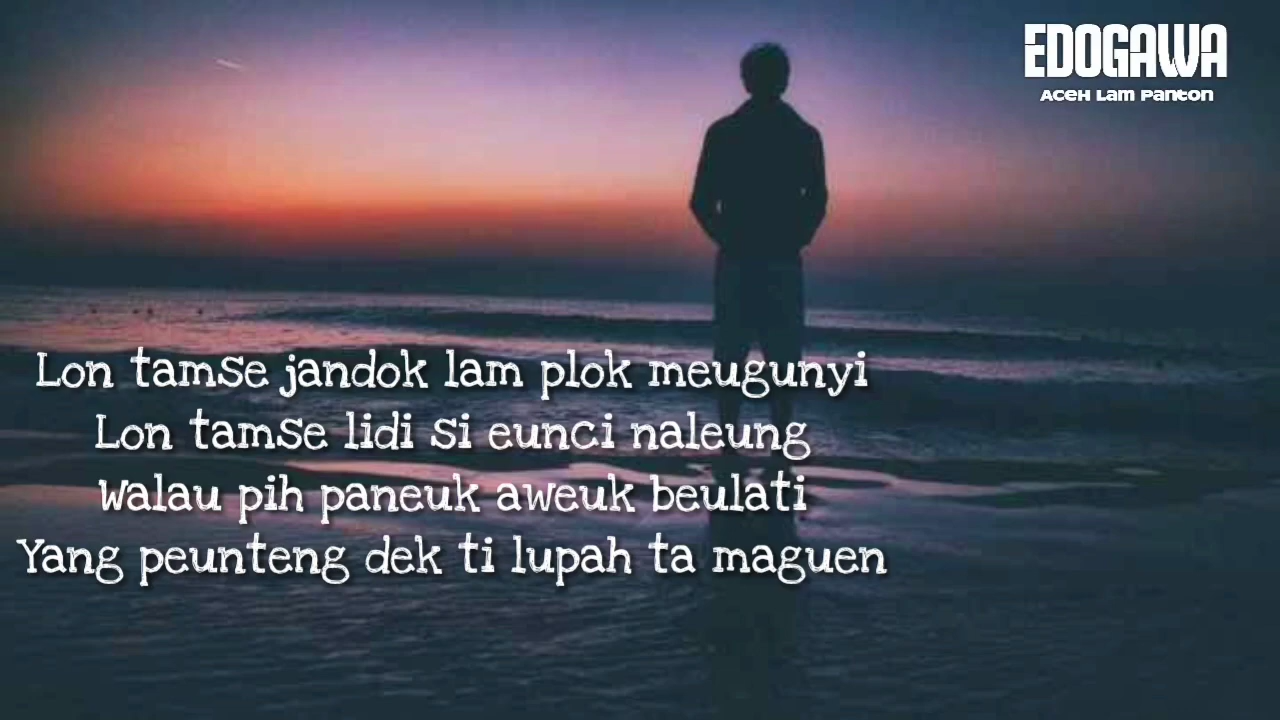 EDOGAWA
Aceh Lam Panton
Lon tamse jandok lam plok meugunyi
Lon tamse lidi si eunci naleung
Walau pih paneuk aweuk beulati
Yang peunteng dek ti lupah ta maguen